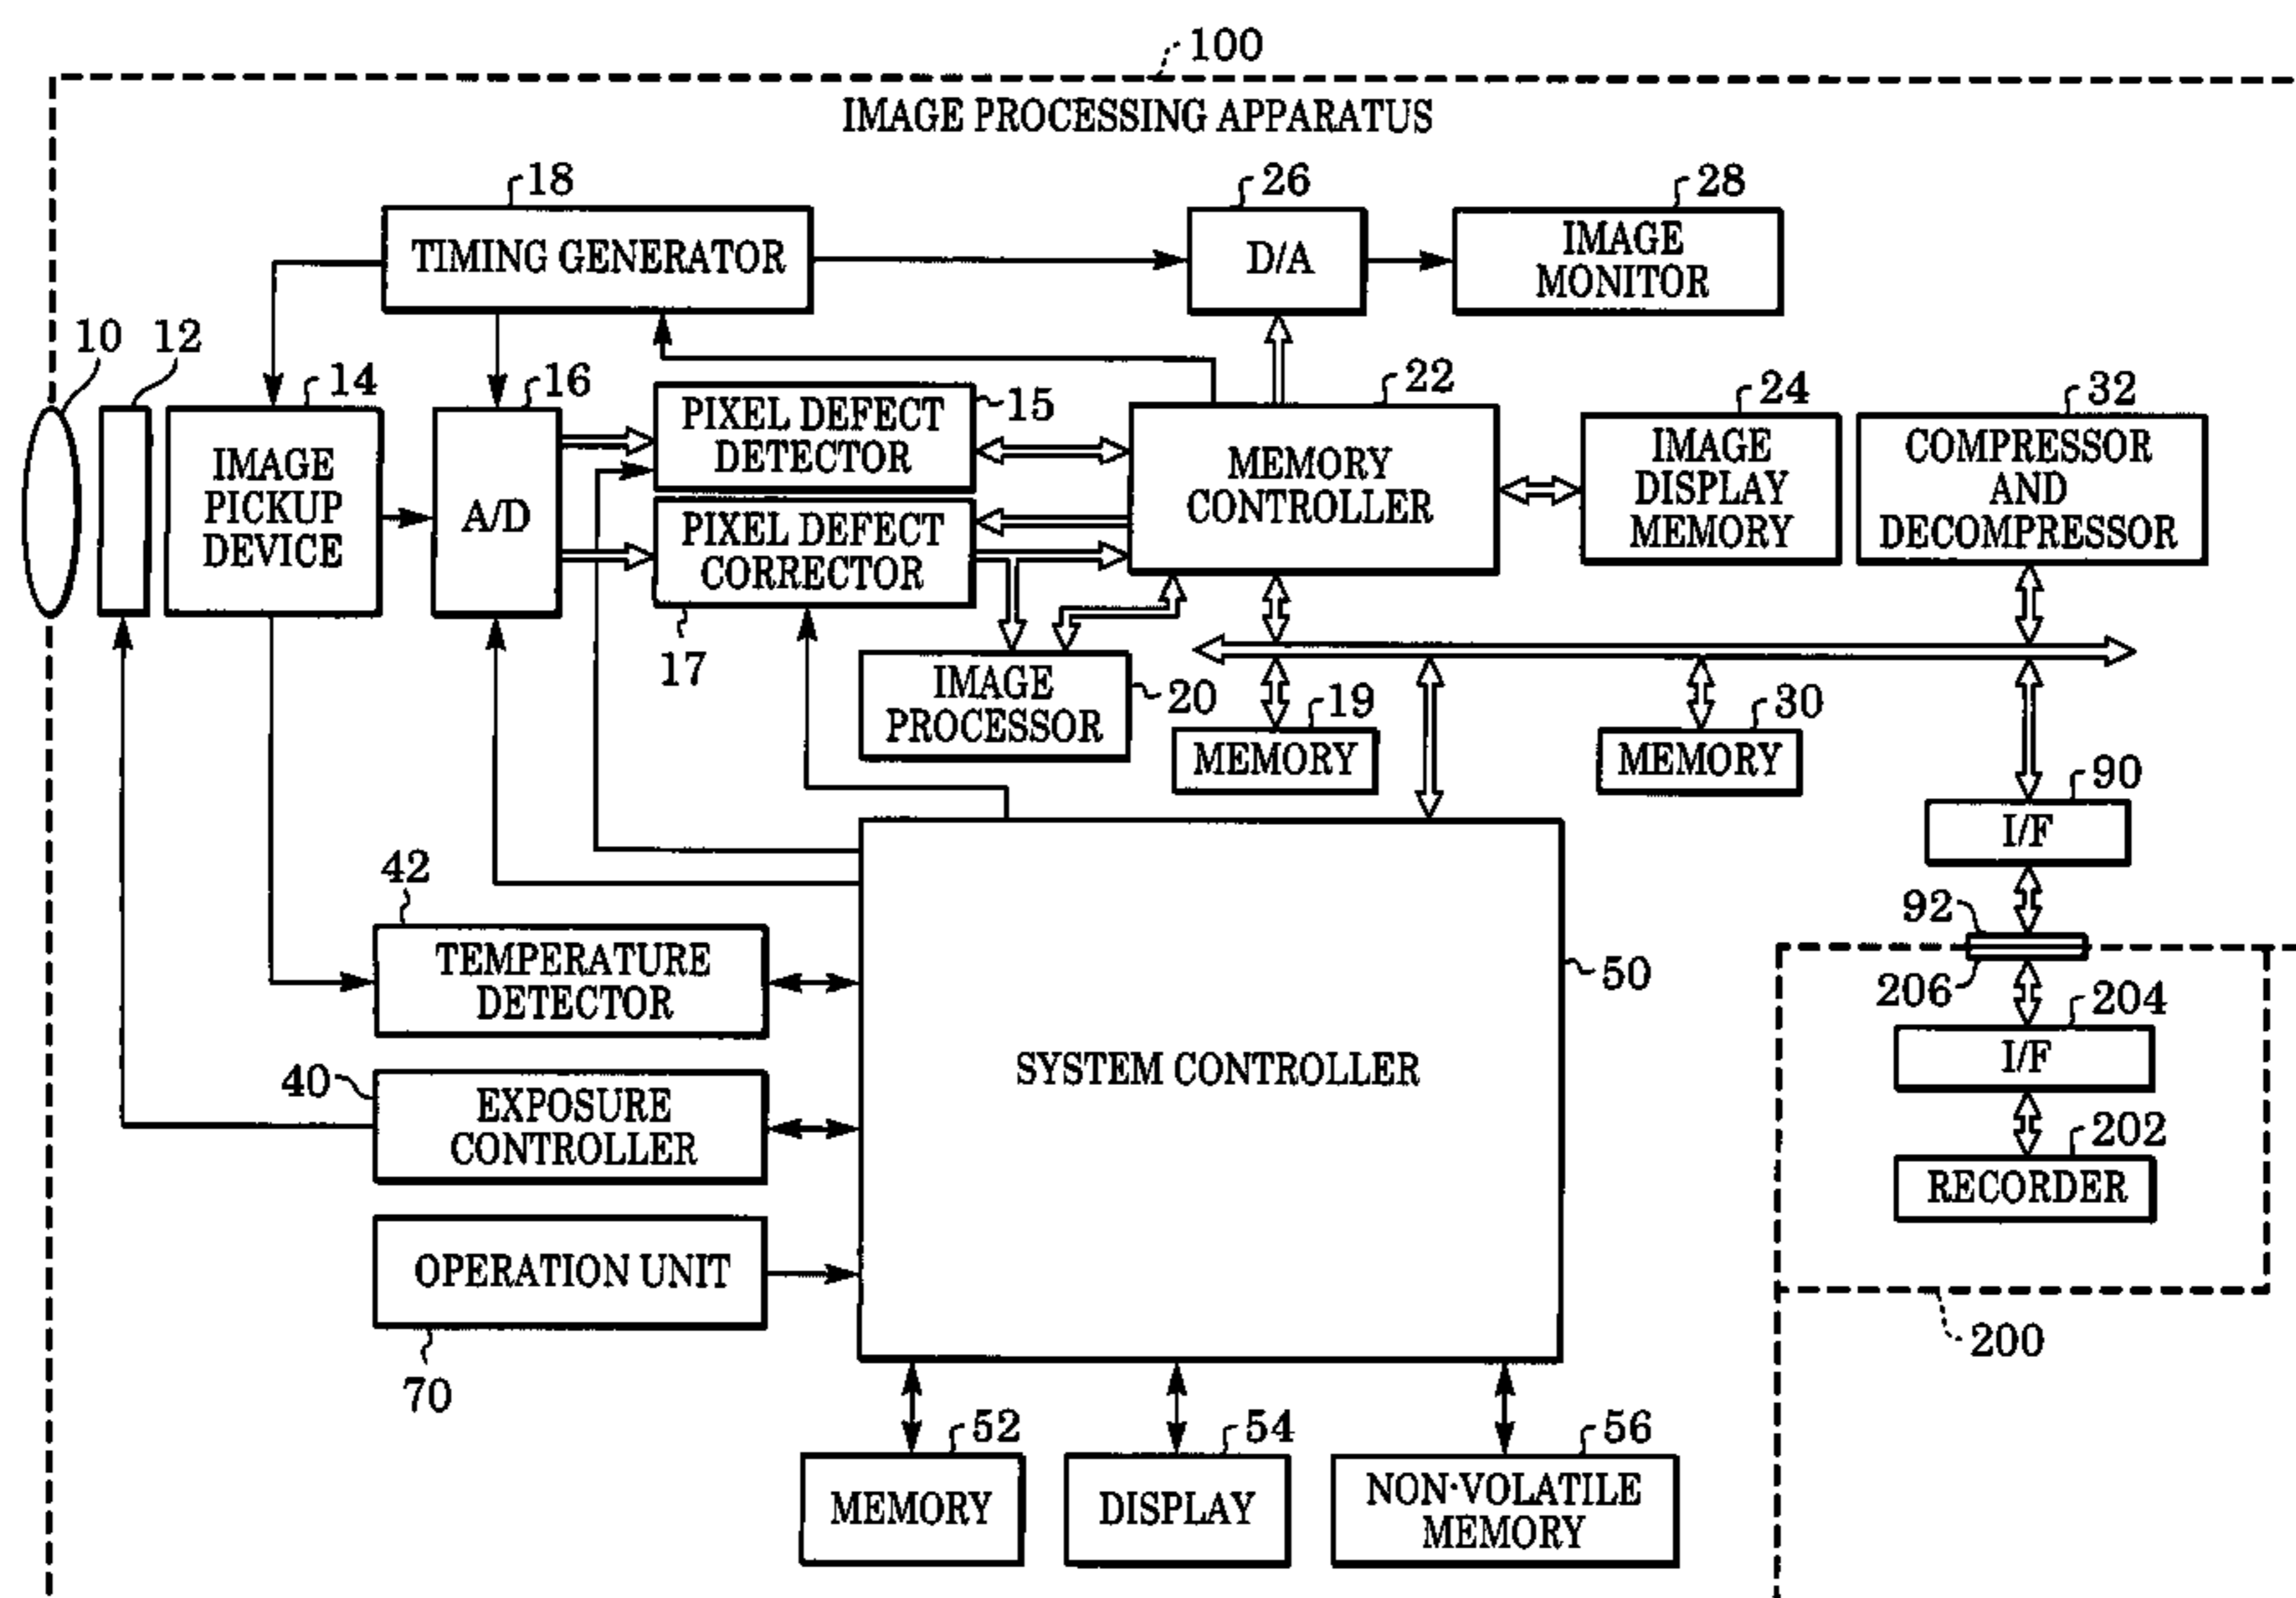 100
IMAGE PROCESSING APPARATUS
18
TIMING GENERATOR
26
D/A
28
IMAGE
MONITOR
10
12
14
IMAGE
PICKUP
DEVICE
16
A/D
PIXEL DEFECT
DETECTOR
15
PIXEL DEFECT
CORRECTOR
17
22
MEMORY
CONTROLLER
24
IMAGE
DISPLAY
MEMORY
32
COMPRESSOR
AND
DECOMPRESSOR
IMAGE
PROCESSOR
20
19
MEMORY
30
MEMORY
90
I/F
92
206
204
I/F
202
RECORDER
200
42
TEMPERATURE
DETECTOR
40
EXPOSURE
CONTROLLER
OPERATION UNIT
70
SYSTEM CONTROLLER
50
52
MEMORY
54
DISPLAY
56
NON·VOLATILE
MEMORY